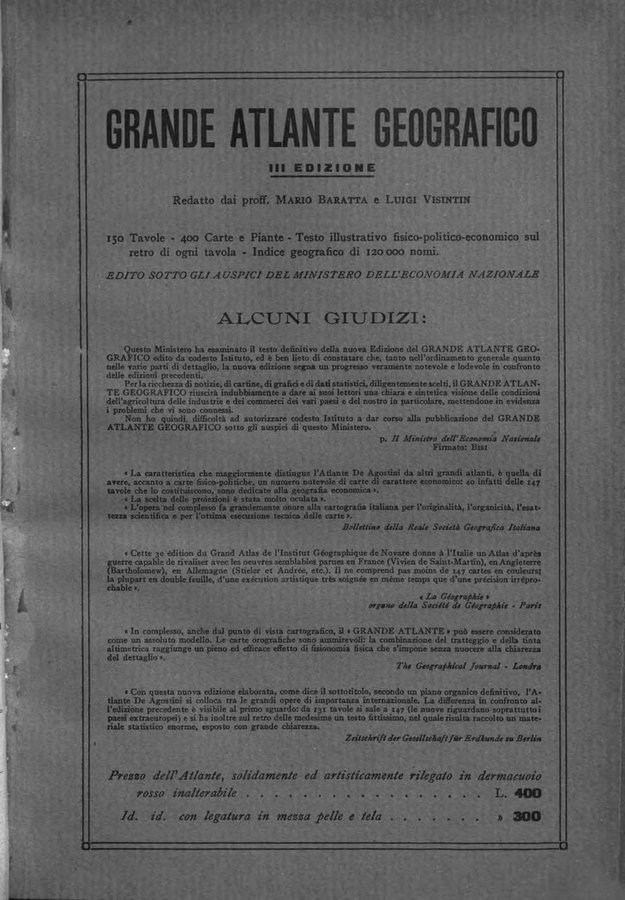 GRANDE ATLANTE GEOGRAFICO
III EDIZIONE
Redatto dai proff. MARIO BARATTA e LUIGI VISINTIN
150 Tavole - 400 Carte e Piante - Testo illustrativo fisico-politico-economico sul
retro di ogni tavola - Indice geografico di 120 000 nomi.
EDITO SOTTO GLI AUSPICI DEL MINISTERO DELL'ECONOMIA NAZIONALE
ALCUNI GIUDIZI:
Questo Ministero ha esaminato il testo definitivo della nuova Edizione del GRANDE ATLANTE GEO-
GRAFICO edito da codesto Istituto, ed è ben lieto di constatare che, tanto nell'ordinamento generale quanto
nelle varie parti di dettaglio, la nuova edizione segna un progresso veramente notevole e lodevole in confronto
delle edizioni precedenti.
Per la ricchezza di notizie, di cartine, di grafici e di dati statistici, diligentemente scelti, il GRANDE ATLAN-
TE GEOGRAFICO riuscirà indubbiamente a dare ai suoi lettori una chiara e sintetica visione delle condizioni
dell'agricoltura delle industrie e dei commerci dei vari paesi e del nostro in particolare, mettendone in evidenza
i problemi che vi sono connessi.
Non ho quindi, difficoltà ad autorizzare codesto Istituto a dar corso alla pubblicazione del GRANDE
ATLANTE GEOGRAFICO sotto gli auspici di questo Ministero.
p. Il Ministro dell'Economia Nazionale
Firmato: BISI
« La caratteristica che maggiormente distingue l'Atlante De Agostini da altri grandi atlanti, è quella di
avere, accanto a carte fisico-politiche, un numero notevole di carte di carattere economico: 40 infatti delle 147
tavole che lo costituiscono, sono dedicate alla geografia economica ».
« La scelta delle proiezioni è stata molto oculata ».
« L'opera nel complesso fa grandemente onore alla cartografia italiana per l'originalità, l'organicità, l'esat-
tezza scientifica e per l'ottima esecuzione tecnica delle carte ».
Bollettino della Reale Società Geografica Italiana
« Cette 3e édition du Grand Atlas de l'Institut Géographique de Novare donne à l'Italie un Atlas d'après
guerre capable de rivaliser avec les oeuvres semblables parues en France (Vivien de Saint-Martin), en Angleterre
(Bartholomew), en Allemagne (Stieler et Andrée, etc.). Il ne comprend pas moins de 147 cartes en couleurs:
la plupart en double feuille, d'une exécution artistique très soignée en même temps que d'une précision irrépro-
chable ».
« La Géographie »
organe della Société de Géographie - Paris
« In complesso, anche dal punto di vista cartografico, il « GRANDE ATLANTE » può essere considerato
come un assoluto modello. Le carte orografiche sono ammirevoli: la combinazione del tratteggio e della tinta
altimetrica raggiunge un pieno ed efficace effetto di fisionomia fisica che s'impone senza nuocere alla chiarezza
del dettaglio ».
The Geographical Journal - Londra
« Con questa nuova edizione elaborata, come dice il sottotitolo, secondo un piano organico definitivo, l'A-
tlante De Agostini si colloca tra le grandi opere di importanza internazionale. La differenza in confronto al-
l'edizione precedente è visibile al primo sguardo: da 131 tavole si sale a 147 (le nuove riguardano soprattutto i
paesi extraeuropei) e si ha inoltre sul retro delle medesime un testo fittissimo, nel quale risulta raccolto un mate-
riale statistico enorme, esposto con grande chiarezza.
Zeitschrift der Gesellschaft für Erdkunde zu Berlin
Prezzo dell'Atlante, solidamente ed artisticamente rilegato in dermacuoio
rosso inalterabile . . . . . . . . . . . . . . . . L. 400
Id. id. con legatura in mezza pelle e tela . . . . . . . » 300